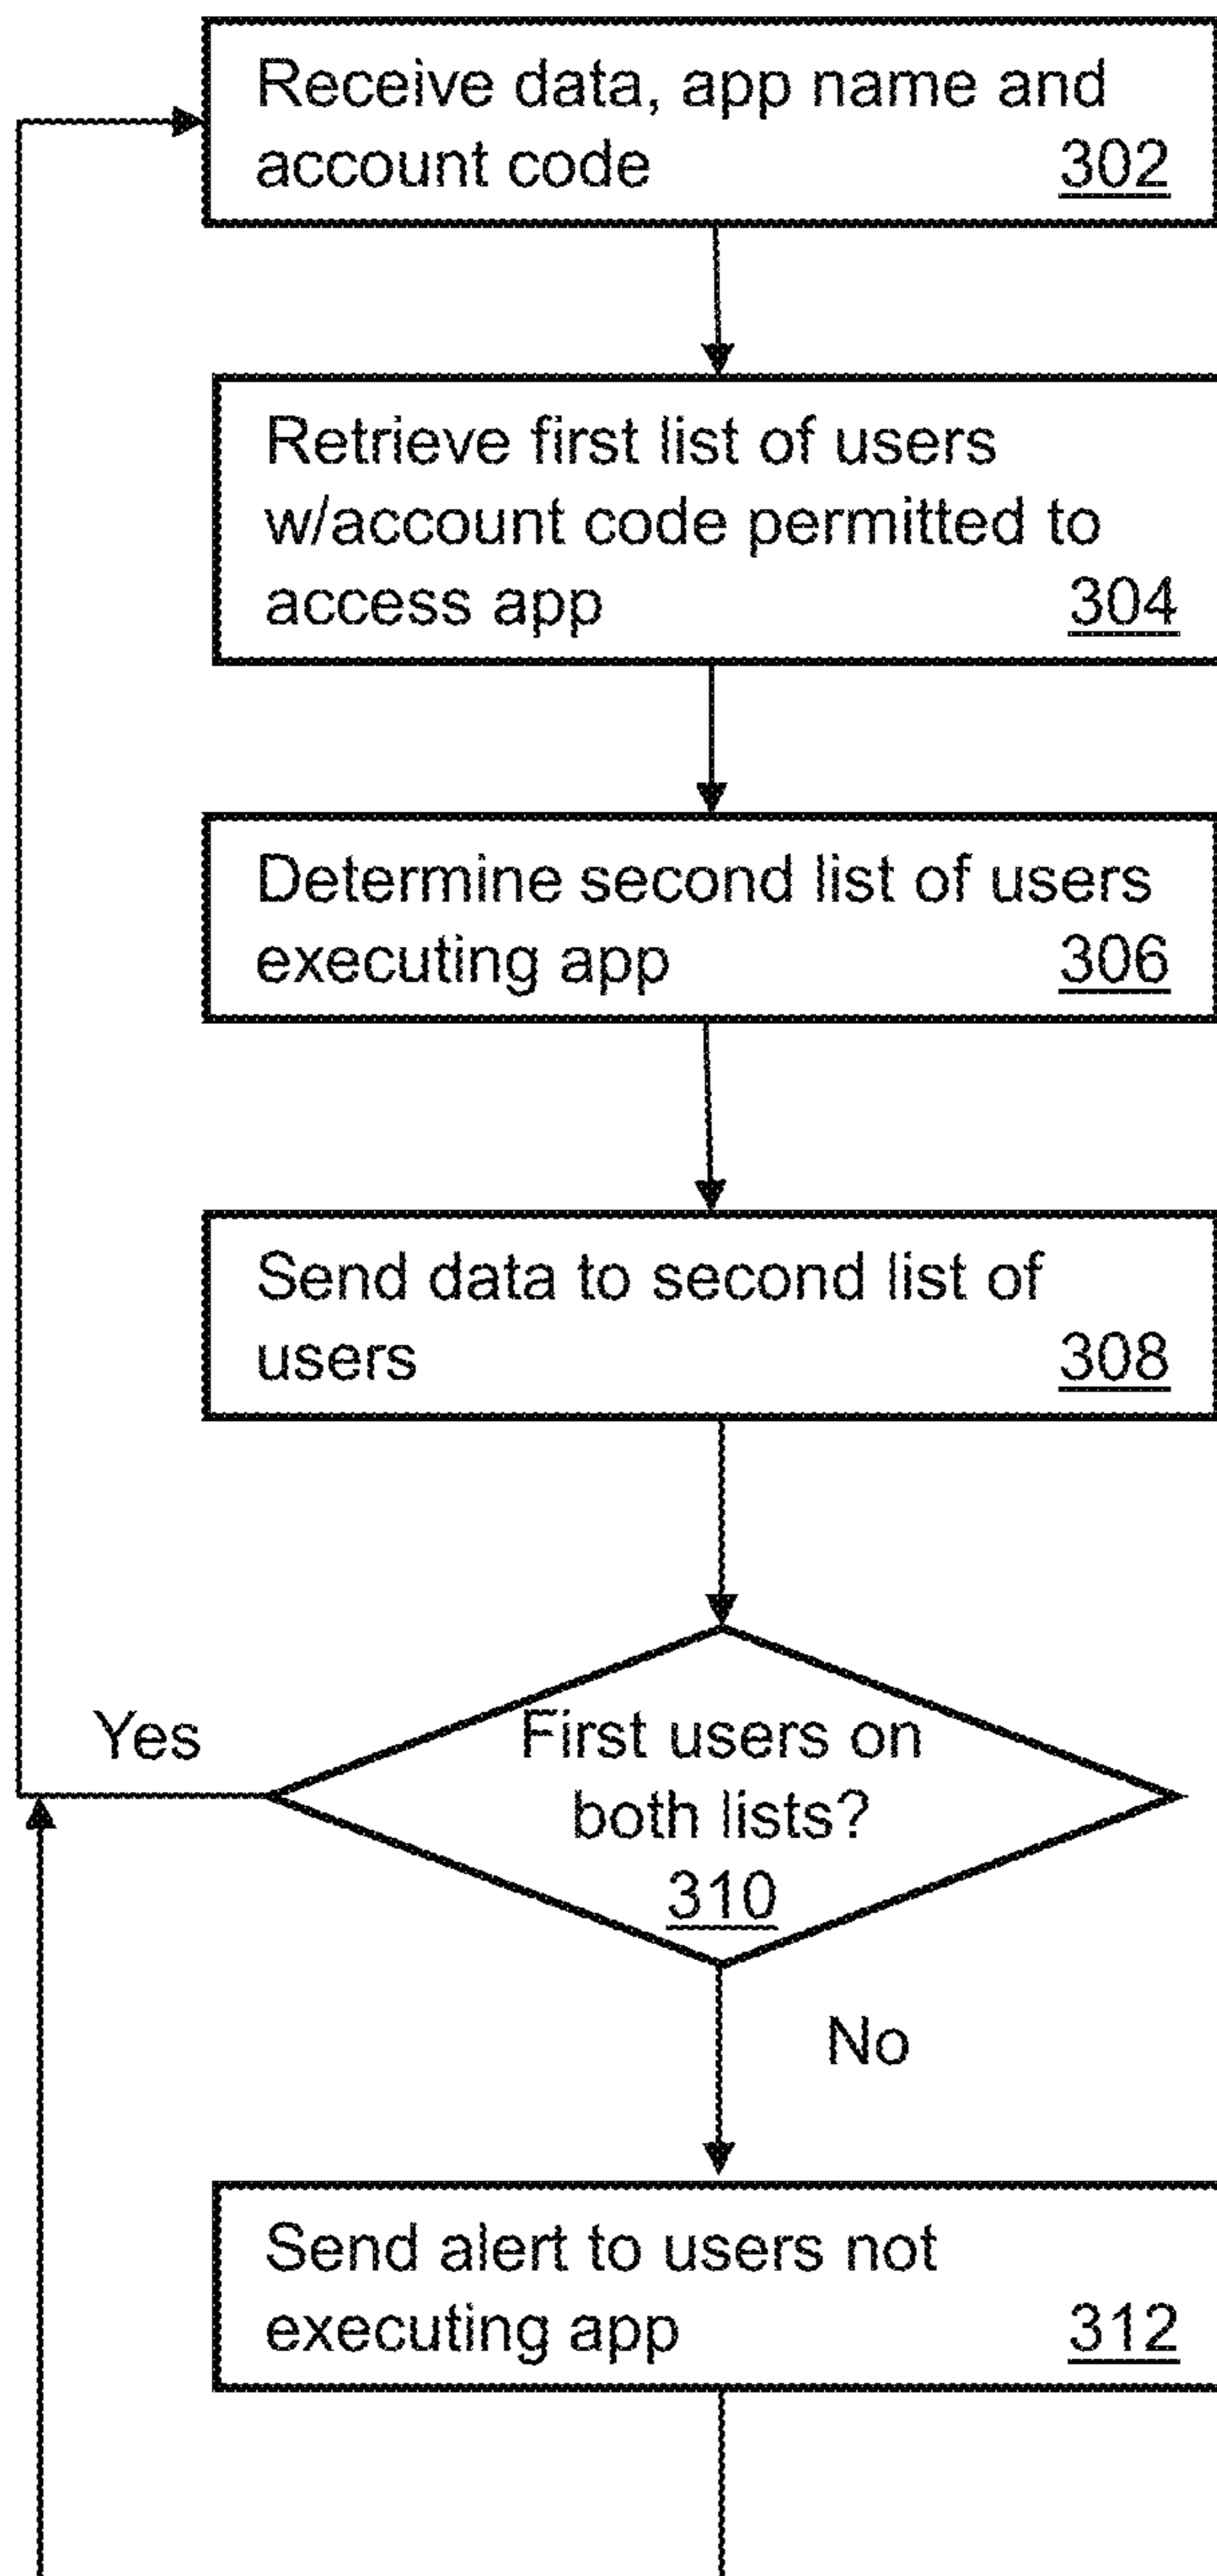 Receive data, app name and
account code 302
Retrieve first list of users
w/account code permitted to
access app 304
Determine second list of users
executing app 306
Send data to second list of
users 308
Yes
First users on
both lists?
310
No
Send alert to users not
executing app 312